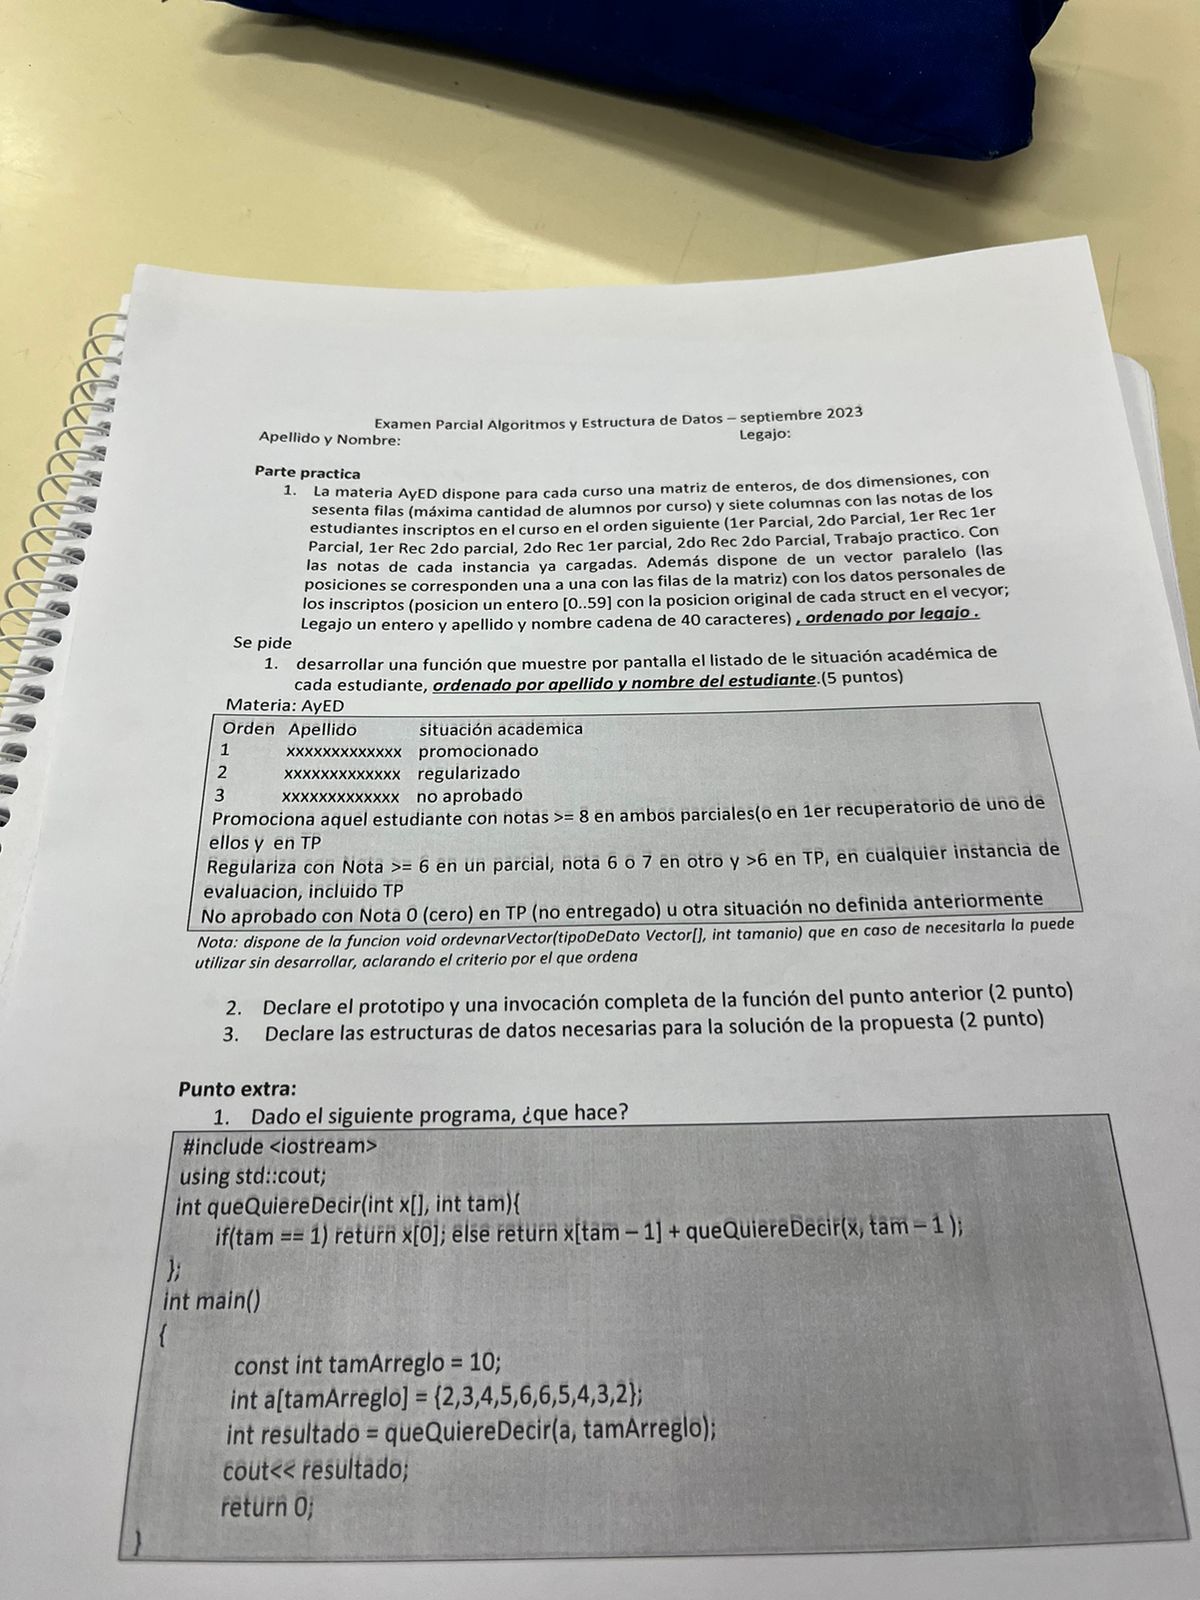 Examen Parcial Algoritmos y Estructura de Datos – septiembre 2023
Apellido y Nombre: Legajo:
Parte practica
1. La materia AyED dispone para cada curso una matriz de enteros, de dos dimensiones, con
sesenta filas (máxima cantidad de alumnos por curso) y siete columnas con las notas de los
estudiantes inscriptos en el curso en el orden siguiente (1er Parcial, 2do Parcial, 1er Rec 1er
Parcial, 1er Rec 2do parcial, 2do Rec 1er parcial, 2do Rec 2do Parcial, Trabajo practico. Con
las notas de cada instancia ya cargadas. Además dispone de un vector paralelo (las
posiciones se corresponden una a una con las filas de la matriz) con los datos personales de
los inscriptos (posicion un entero [0..59] con la posicion original de cada struct en el vecyor;
Legajo un entero y apellido y nombre cadena de 40 caracteres) , ordenado por legajo .
Se pide
1. desarrollar una función que muestre por pantalla el listado de le situación académica de
cada estudiante, ordenado por apellido y nombre del estudiante.(5 puntos)
Materia: AyED
Orden Apellido situación academica
1 xxxxxxxxxxxxx promocionado
2 xxxxxxxxxxxxx regularizado
3 xxxxxxxxxxxxx no aprobado
Promociona aquel estudiante con notas >= 8 en ambos parciales(o en 1er recuperatorio de uno de
ellos y en TP
Regulariza con Nota >= 6 en un parcial, nota 6 o 7 en otro y >6 en TP, en cualquier instancia de
evaluacion, incluido TP
No aprobado con Nota 0 (cero) en TP (no entregado) u otra situación no definida anteriormente
Nota: dispone de la funcion void ordevnarVector(tipoDeDato Vector[], int tamanio) que en caso de necesitarla la puede
utilizar sin desarrollar, aclarando el criterio por el que ordena
2. Declare el prototipo y una invocación completa de la función del punto anterior (2 punto)
3. Declare las estructuras de datos necesarias para la solución de la propuesta (2 punto)
Punto extra:
1. Dado el siguiente programa, ¿que hace?
#include <iostream>
using std::cout;
int queQuiereDecir(int x[], int tam){
if(tam == 1) return x[0]; else return x[tam – 1] + queQuiereDecir(x, tam – 1 );
};
int main()
{
const int tamArreglo = 10;
int a[tamArreglo] = {2,3,4,5,6,6,5,4,3,2};
int resultado = queQuiereDecir(a, tamArreglo);
cout<< resultado;
return 0;
}